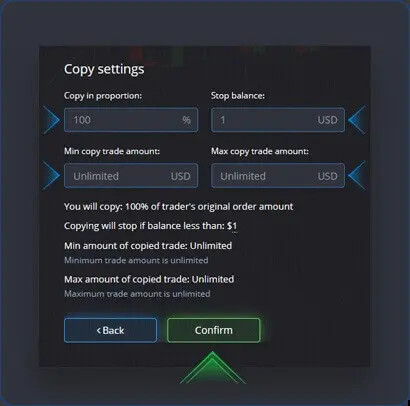 Copy settings
Copy in proportion: Stop balance:
100 % 1 USD
Min copy trade amount: Max copy trade amount:
Unlimited USD Unlimited USD
You will copy: 100% of trader's original order amount
Copying will stop if balance less than: $1
Min amount of copied trade: Unlimited
Minimum trade amount is unlimited
Max amount of copied trade: Unlimited
Maximum trade amount is unlimited
‹ Back Confirm